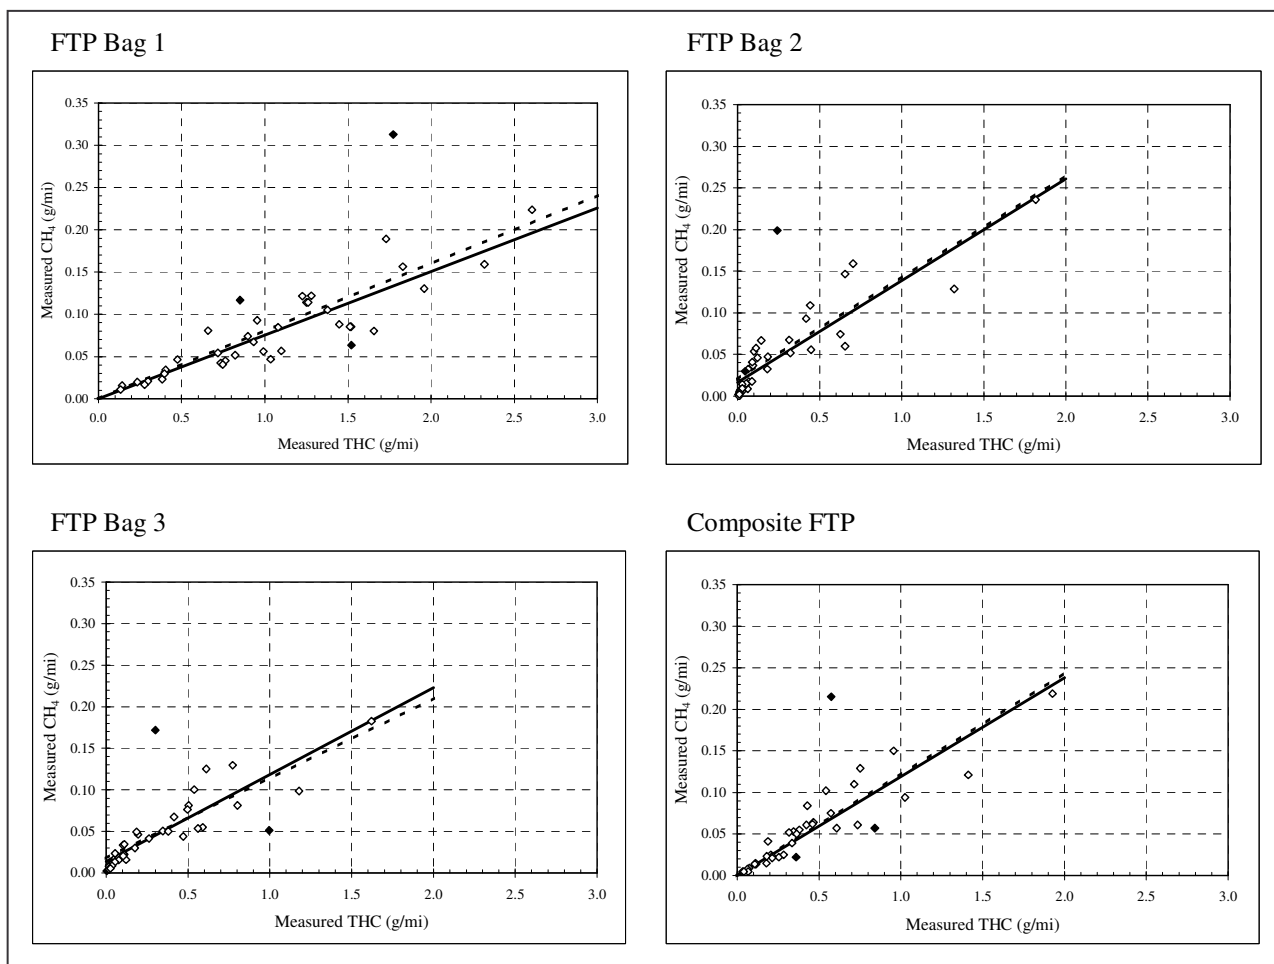 FTP Bag 1
FTP Bag 2
0.35
0.30
0.25
0.20
0.15
0.10
0.05
0.00
Measured CH4 (g/mi)
0.0 0.5 1.0 1.5 2.0 2.5 3.0
Measured THC (g/mi)
0.35
0.30
0.25
0.20
0.15
0.10
0.05
0.00
Measured CH4 (g/mi)
0.0 0.5 1.0 1.5 2.0 2.5 3.0
Measured THC (g/mi)
FTP Bag 3
Composite FTP
0.35
0.30
0.25
0.20
0.15
0.10
0.05
0.00
Measured CH4 (g/mi)
0.0 0.5 1.0 1.5 2.0 2.5 3.0
Measured THC (g/mi)
0.35
0.30
0.25
0.20
0.15
0.10
0.05
0.00
Measured CH4 (g/mi)
0.0 0.5 1.0 1.5 2.0 2.5 3.0
Measured THC (g/mi)